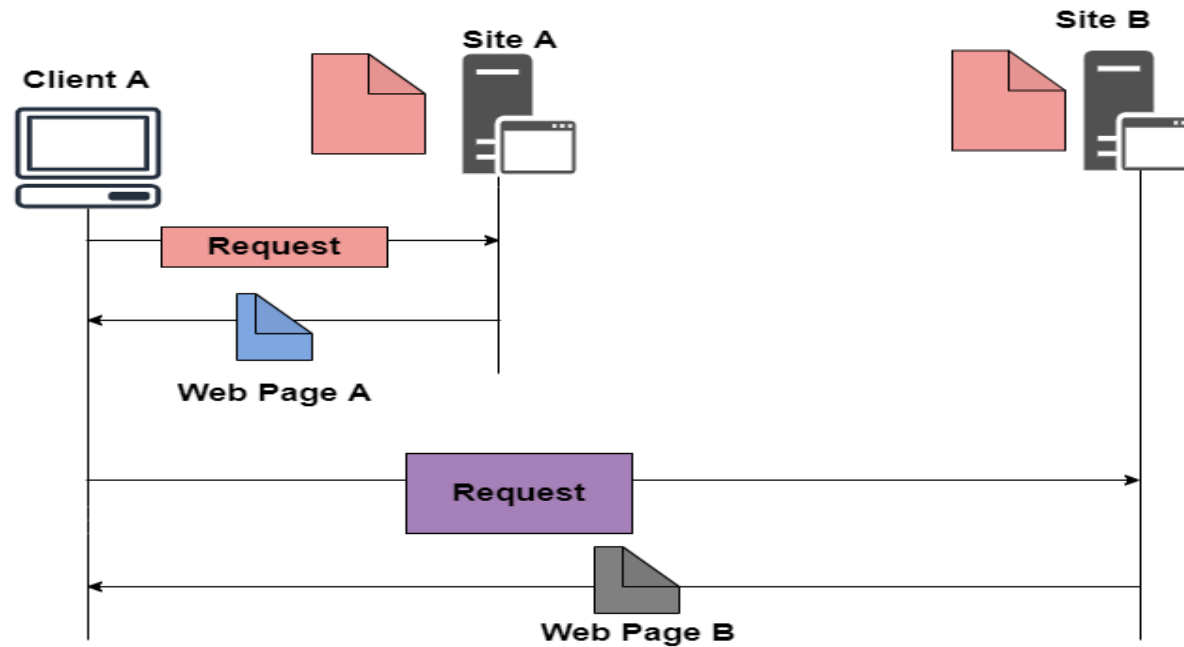 Site B
Site A
Client A
Request
Web Page A
Request
Web Page B